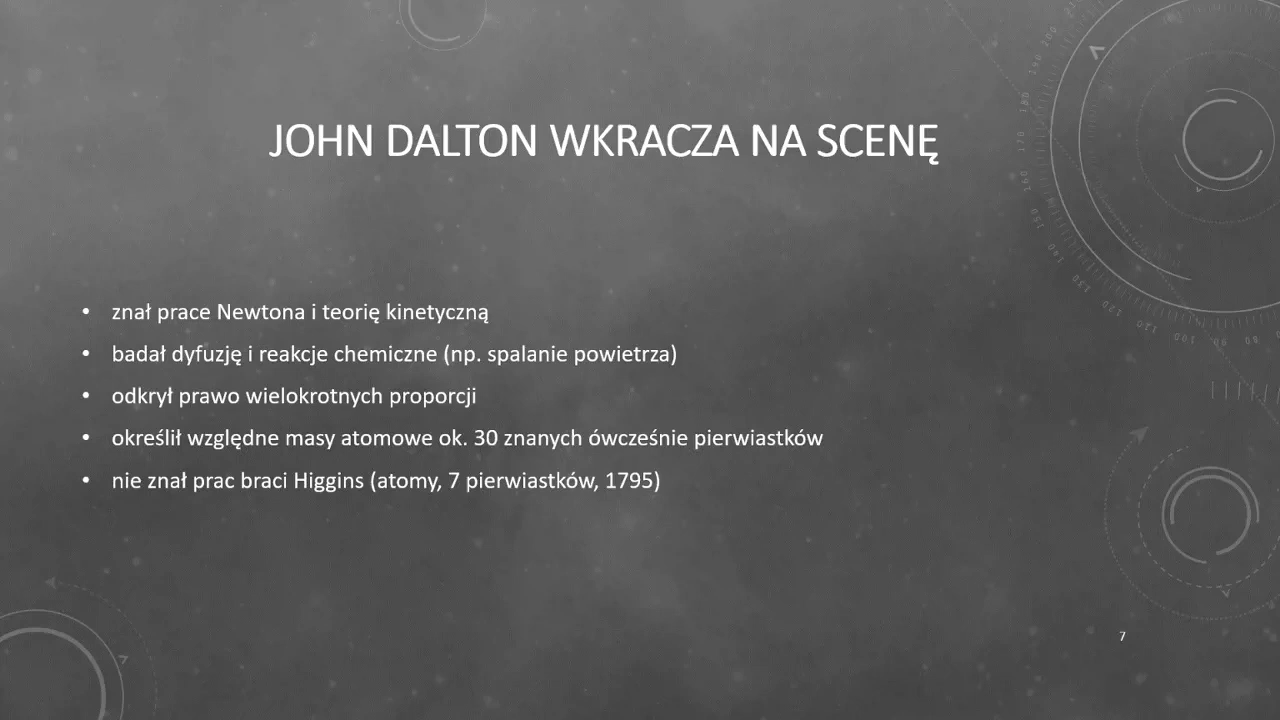 JOHN DALTON WKRACZA NA SCENĘ
• znał prace Newtona i teorię kinetyczną
• badał dyfuzję i reakcje chemiczne (np. spalanie powietrza)
• odkrył prawo wielokrotnych proporcji
• określił względne masy atomowe ok. 30 znanych ówcześnie pierwiastków
• nie znał prac braci Higgins (atomy, 7 pierwiastków, 1795)
7